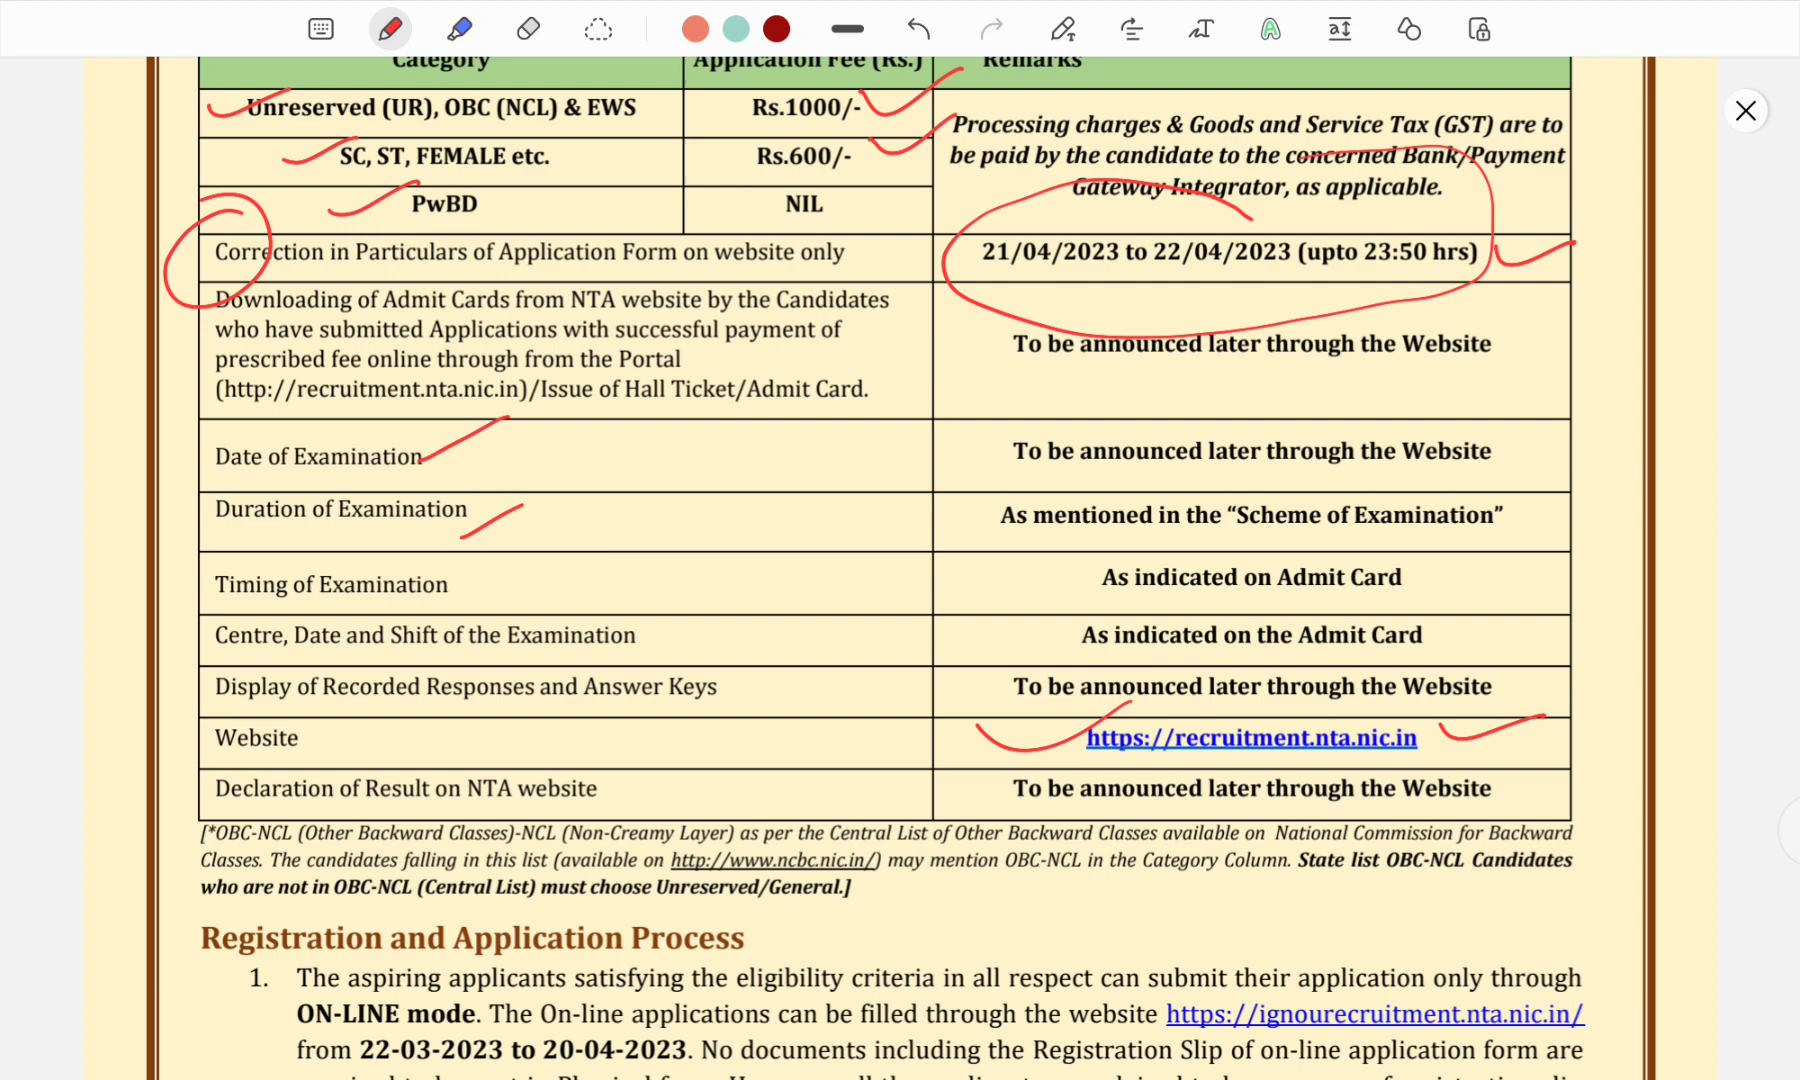 Category Application Fee (Rs.) Remarks
Unreserved (UR), OBC (NCL) & EWS Rs.1000/-
Processing charges & Goods and Service Tax (GST) are to
be paid by the candidate to the concerned Bank/Payment
Gateway Integrator, as applicable.
SC, ST, FEMALE etc. Rs.600/-
PwBD NIL
Correction in Particulars of Application Form on website only 21/04/2023 to 22/04/2023 (upto 23:50 hrs)
Downloading of Admit Cards from NTA website by the Candidates
who have submitted Applications with successful payment of
prescribed fee online through from the Portal
(http://recruitment.nta.nic.in)/Issue of Hall Ticket/Admit Card.
To be announced later through the Website
Date of Examination To be announced later through the Website
Duration of Examination As mentioned in the “Scheme of Examination”
Timing of Examination As indicated on Admit Card
Centre, Date and Shift of the Examination As indicated on the Admit Card
Display of Recorded Responses and Answer Keys To be announced later through the Website
Website https://recruitment.nta.nic.in
Declaration of Result on NTA website To be announced later through the Website
[*OBC-NCL (Other Backward Classes)-NCL (Non-Creamy Layer) as per the Central List of Other Backward Classes available on National Commission for Backward
Classes. The candidates falling in this list (available on http://www.ncbc.nic.in/) may mention OBC-NCL in the Category Column. State list OBC-NCL Candidates
who are not in OBC-NCL (Central List) must choose Unreserved/General.]
Registration and Application Process
1. The aspiring applicants satisfying the eligibility criteria in all respect can submit their application only through
ON-LINE mode. The On-line applications can be filled through the website https://ignourecruitment.nta.nic.in/
from 22-03-2023 to 20-04-2023. No documents including the Registration Slip of on-line application form are